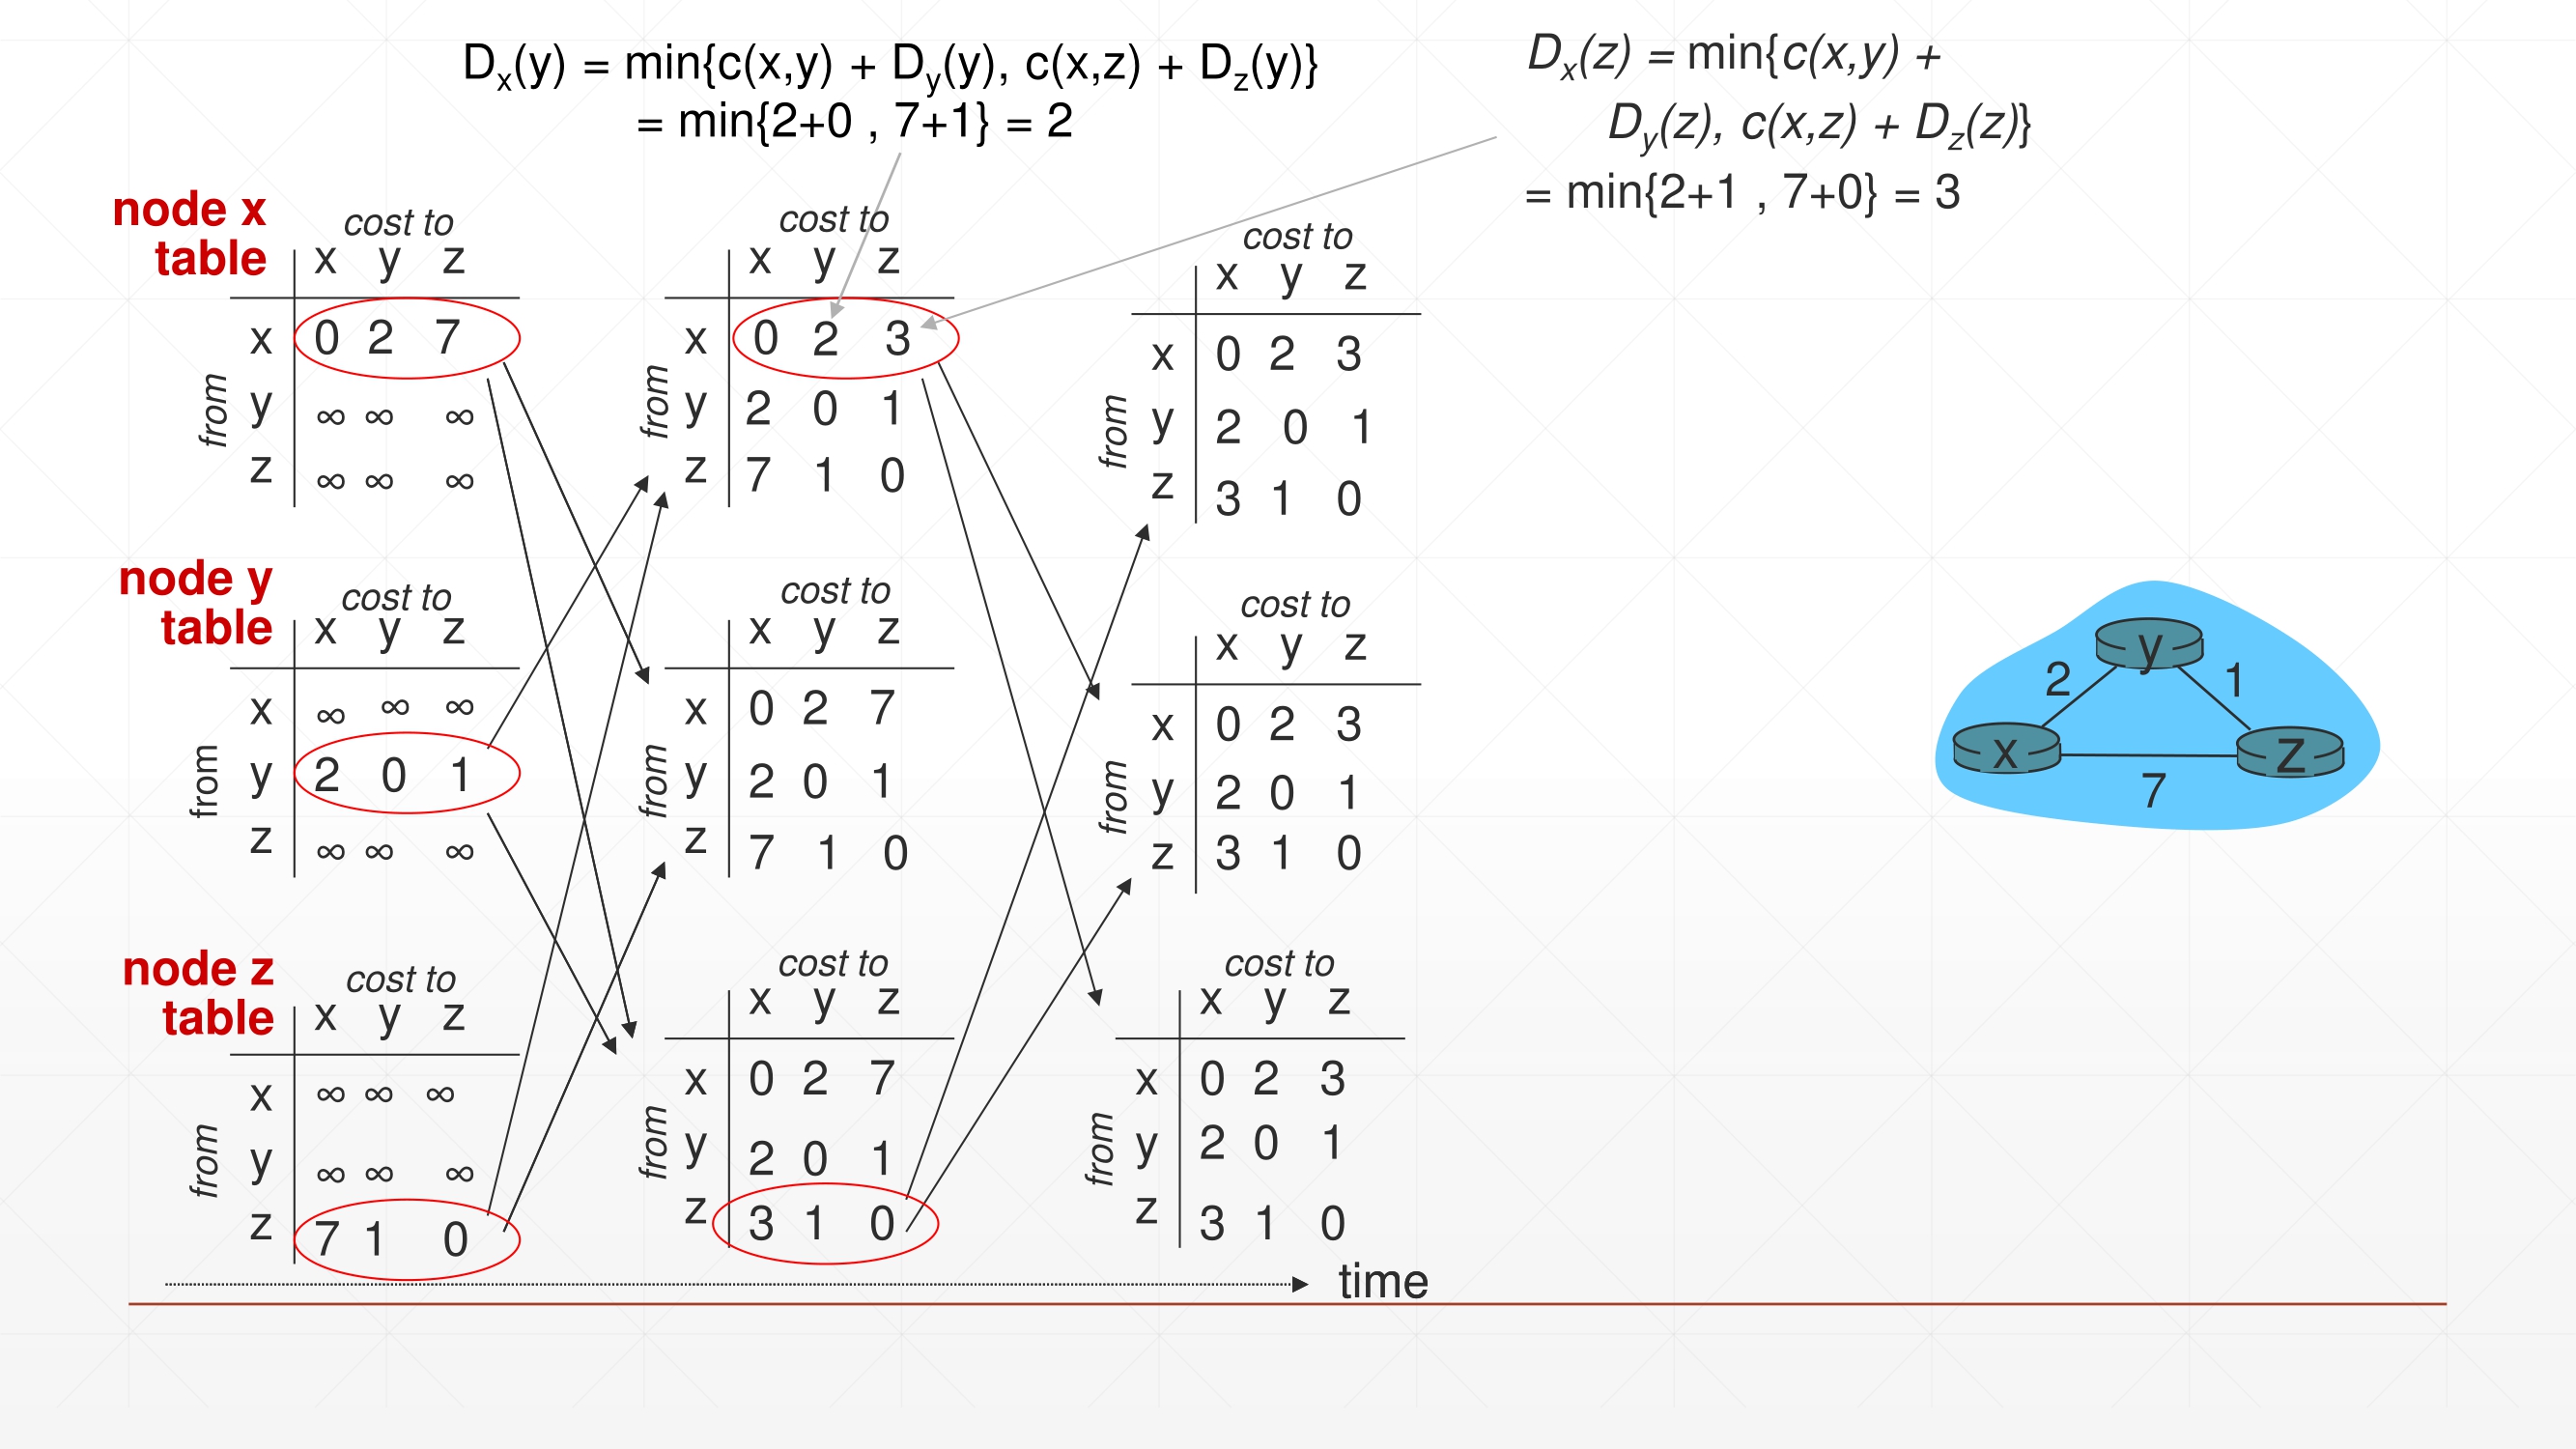 Dx(y) = min{c(x,y) + Dy(y), c(x,z) + Dz(y)}
= min{2+0 , 7+1} = 2
Dx(z) = min{c(x,y) +
Dy(z), c(x,z) + Dz(z)}
= min{2+1 , 7+0} = 3
node x
table
cost to
x y z
from
x 0 2 7
y ∞ ∞ ∞
z ∞ ∞ ∞
cost to
x y z
from
x 0 2 3
y 2 0 1
z 7 1 0
cost to
x y z
from
x 0 2 3
y 2 0 1
z 3 1 0
node y
table
cost to
x y z
from
x ∞ ∞ ∞
y 2 0 1
z ∞ ∞ ∞
cost to
x y z
from
x 0 2 7
y 2 0 1
z 7 1 0
cost to
x y z
from
x 0 2 3
y 2 0 1
z 3 1 0
y
2 1
x z
7
node z
table
cost to
x y z
from
x ∞ ∞ ∞
y ∞ ∞ ∞
z 7 1 0
cost to
x y z
from
x 0 2 7
y 2 0 1
z 3 1 0
cost to
x y z
from
x 0 2 3
y 2 0 1
z 3 1 0
time